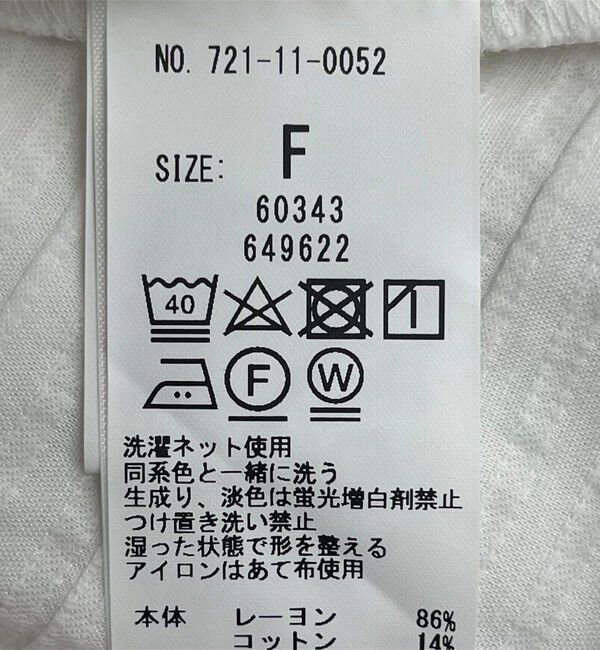 NO. 721-11-0052
SIZE: F
60343
649622
40
F W
洗濯ネット使用
同系色と一緒に洗う
生成り、淡色は蛍光増白剤禁止
つけ置き洗い禁止
湿った状態で形を整える
アイロンはあて布使用
本体 レーヨン 86%
コットン 14%